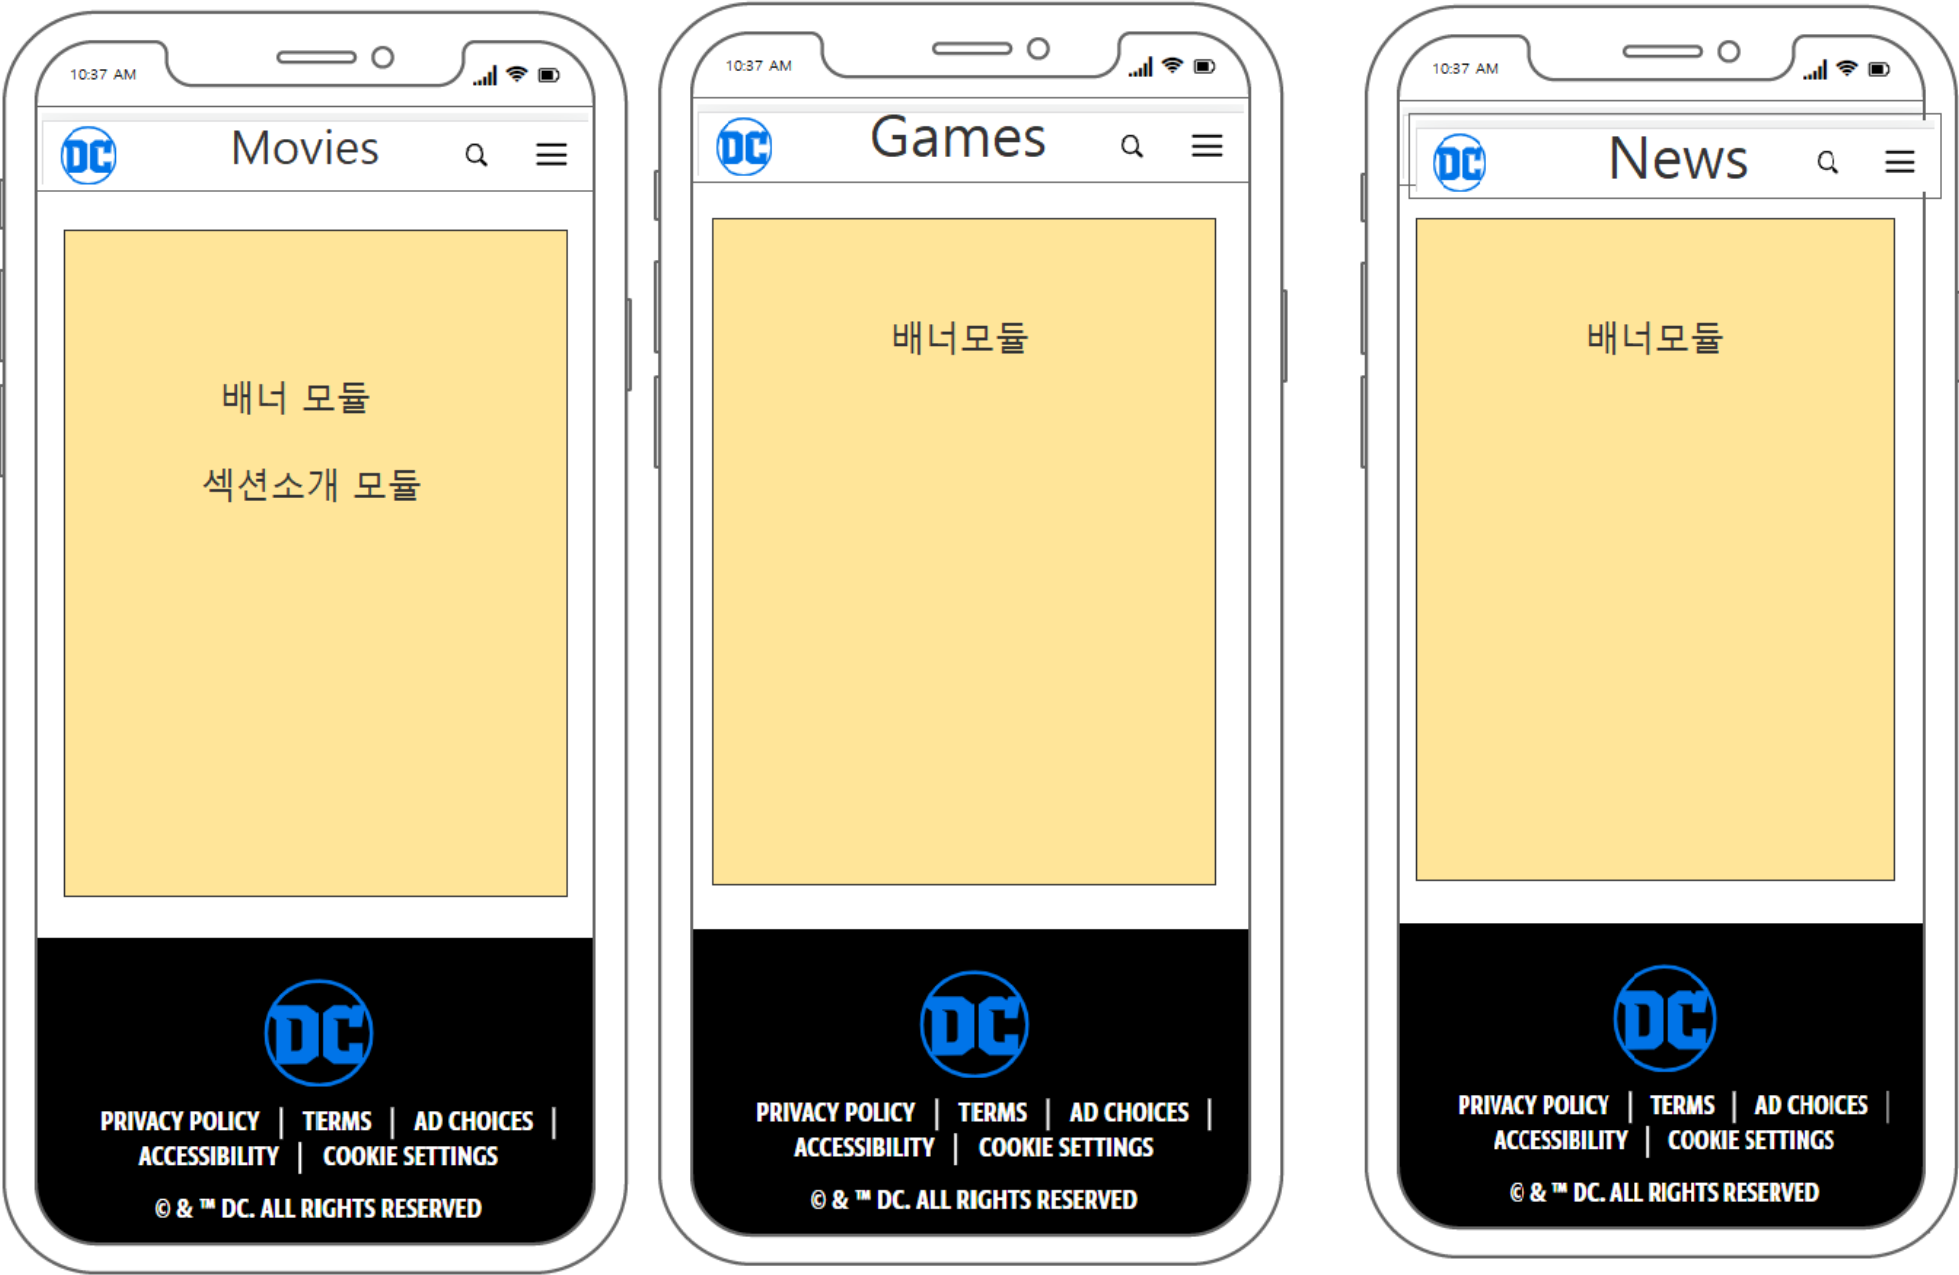 10:37 AM
DC
Movies
배너 모듈
섹션소개 모듈
DC
PRIVACY POLICY | TERMS | AD CHOICES |
ACCESSIBILITY | COOKIE SETTINGS
© & ™ DC. ALL RIGHTS RESERVED
10:37 AM
DC
Games
배너모듈
DC
PRIVACY POLICY | TERMS | AD CHOICES |
ACCESSIBILITY | COOKIE SETTINGS
© & ™ DC. ALL RIGHTS RESERVED
10:37 AM
DC
News
배너모듈
DC
PRIVACY POLICY | TERMS | AD CHOICES |
ACCESSIBILITY | COOKIE SETTINGS
© & ™ DC. ALL RIGHTS RESERVED